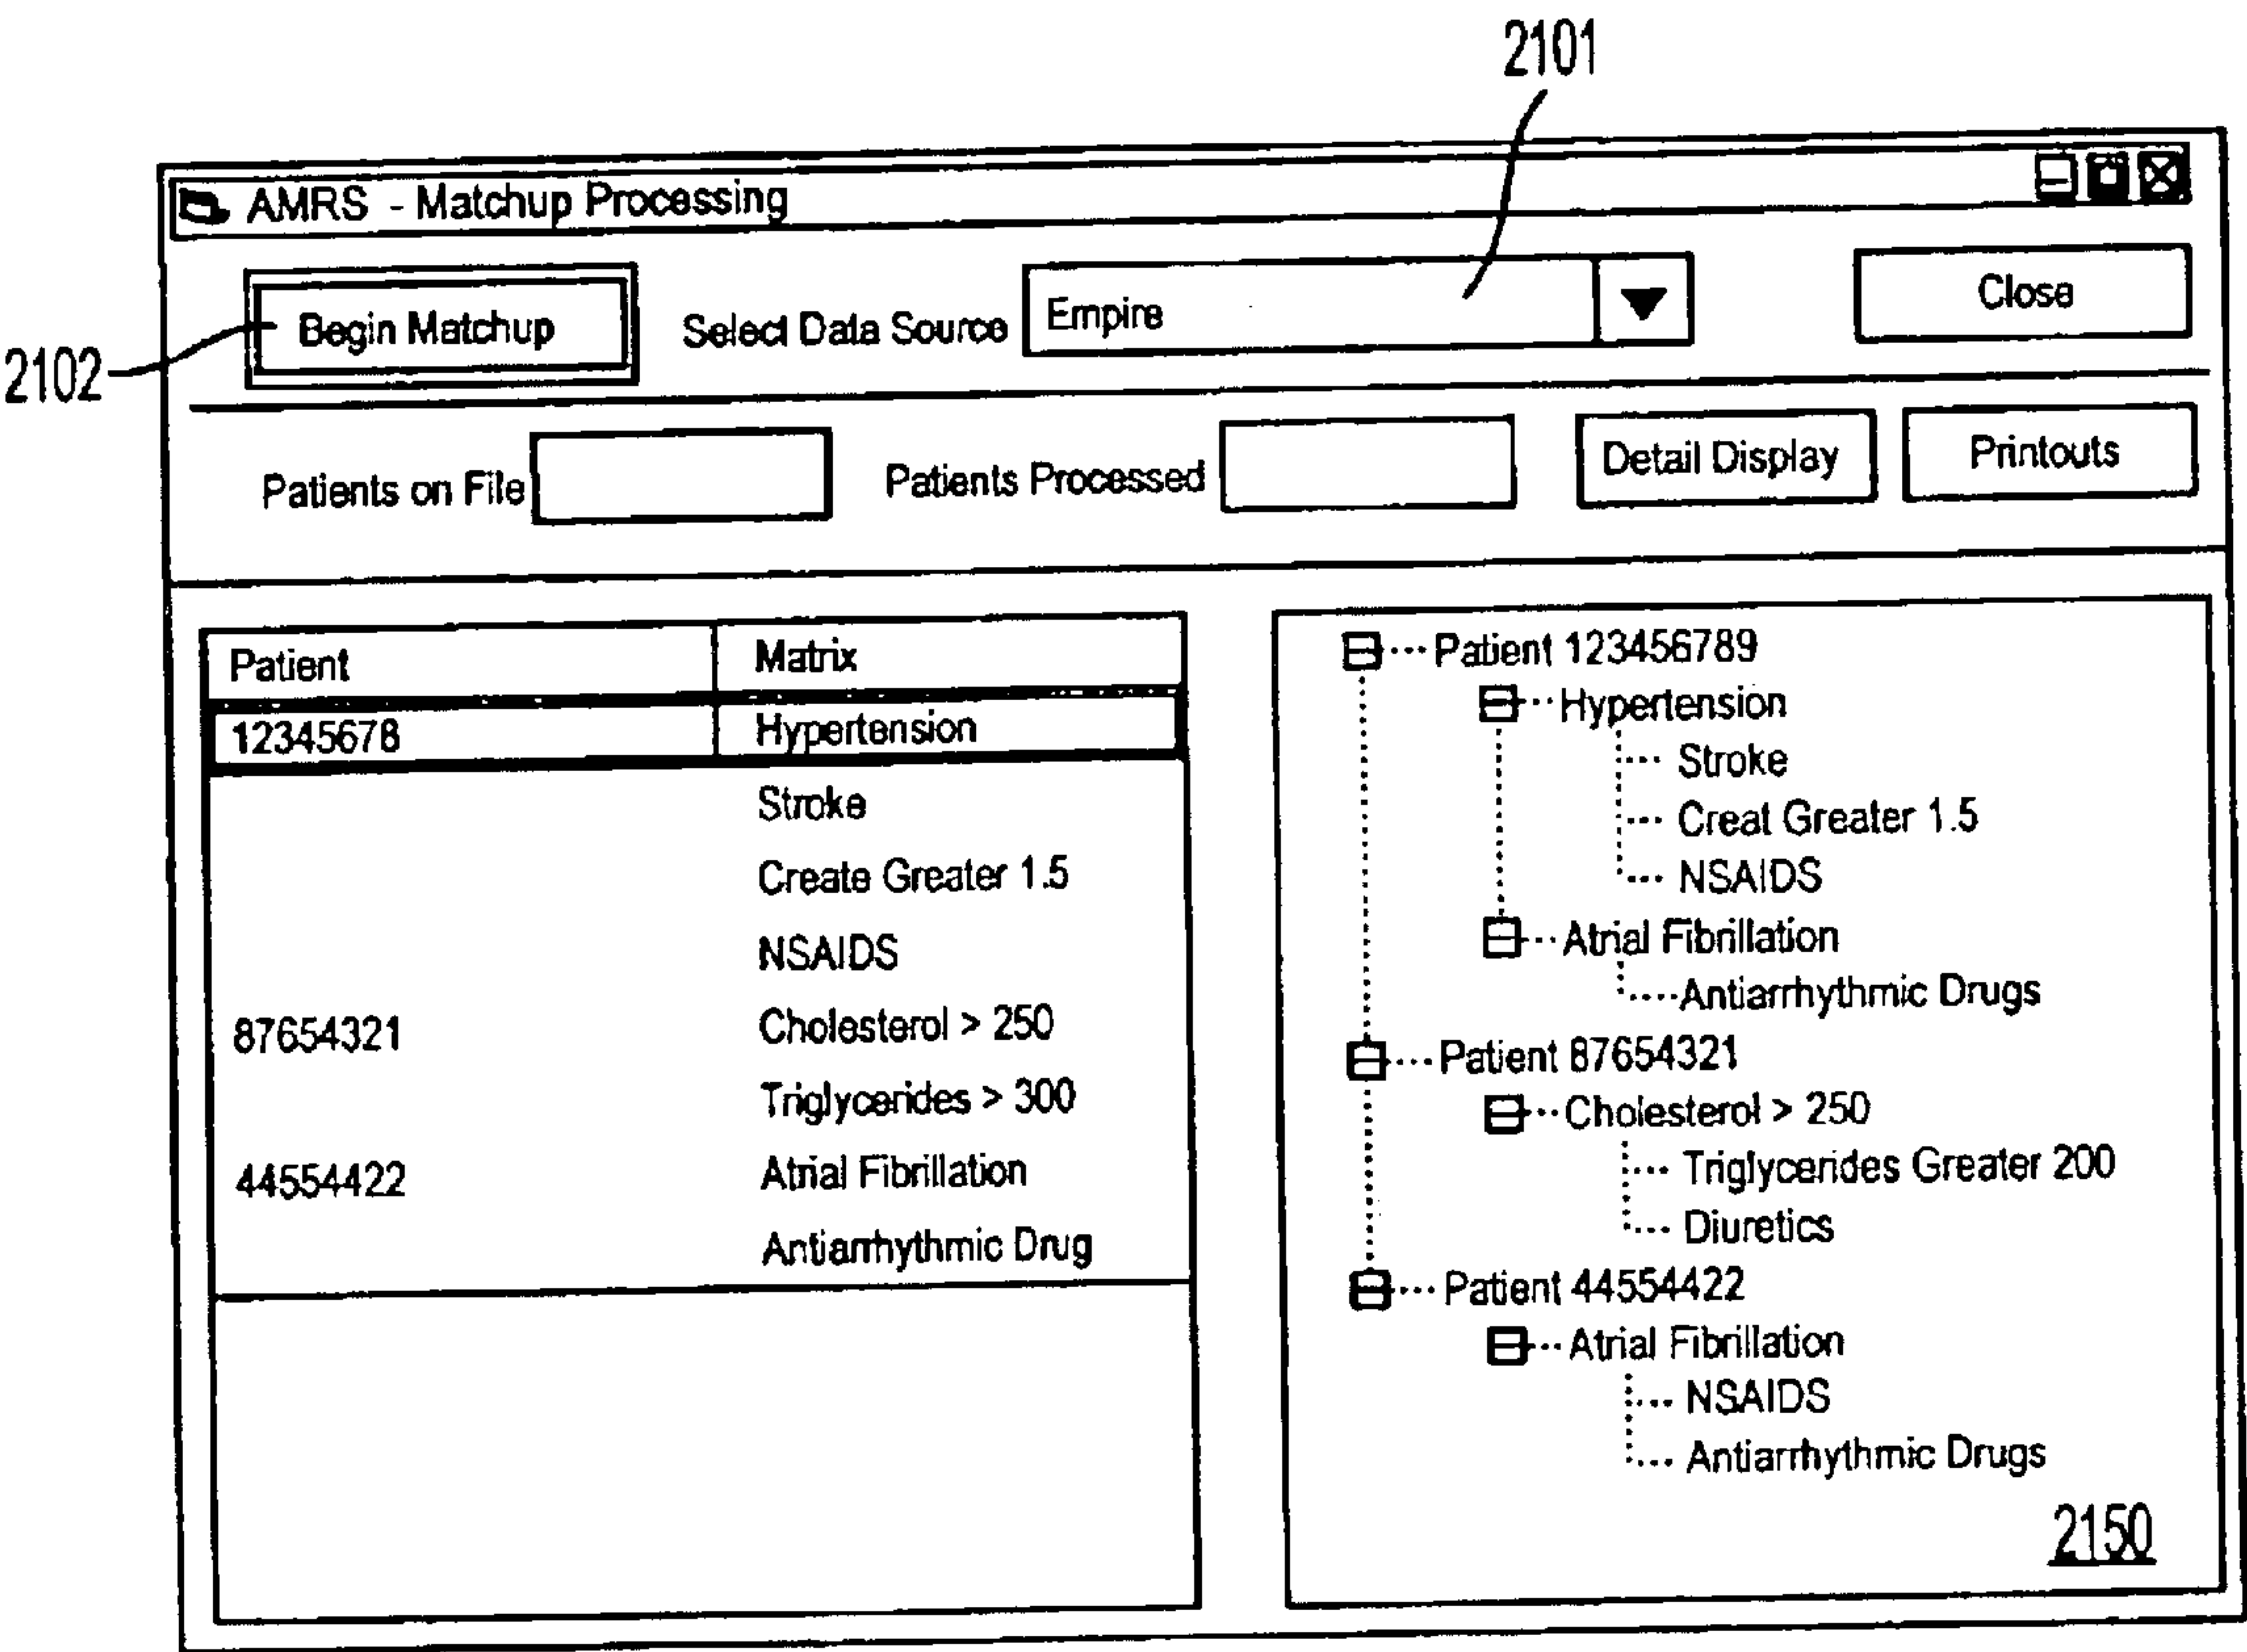 2101
AMRS - Matchup Processing
2102
Begin Matchup
Select Data Source
Empire
Close
Patients on File
Patients Processed
Detail Display
Printouts
Patient Matrix
12345678 Hypertension
Stroke
Create Greater 1.5
NSAIDS
87654321 Cholesterol > 250
Triglycerides > 300
44554422 Atrial Fibrillation
Antiarrhythmic Drug
Patient 123456789
Hypertension
Stroke
Creat Greater 1.5
NSAIDS
Atrial Fibrillation
Antiarrhythmic Drugs
Patient 87654321
Cholesterol > 250
Triglycerides Greater 200
Diuretics
Patient 44554422
Atrial Fibrillation
NSAIDS
Antiarrhythmic Drugs
2150